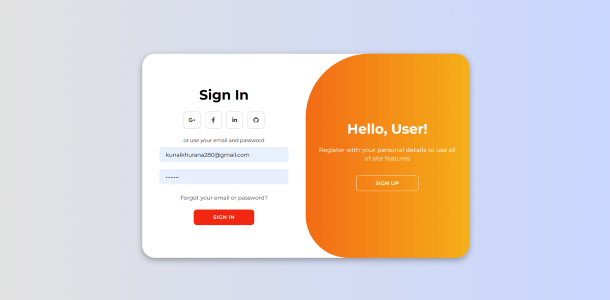 Sign In
G+ f in
or use your email and password
kunalkhurana280@gmail.com
········
Forgot your email or password?
SIGN IN
Hello, User!
Register with your personal details to use all
of site features
SIGN UP